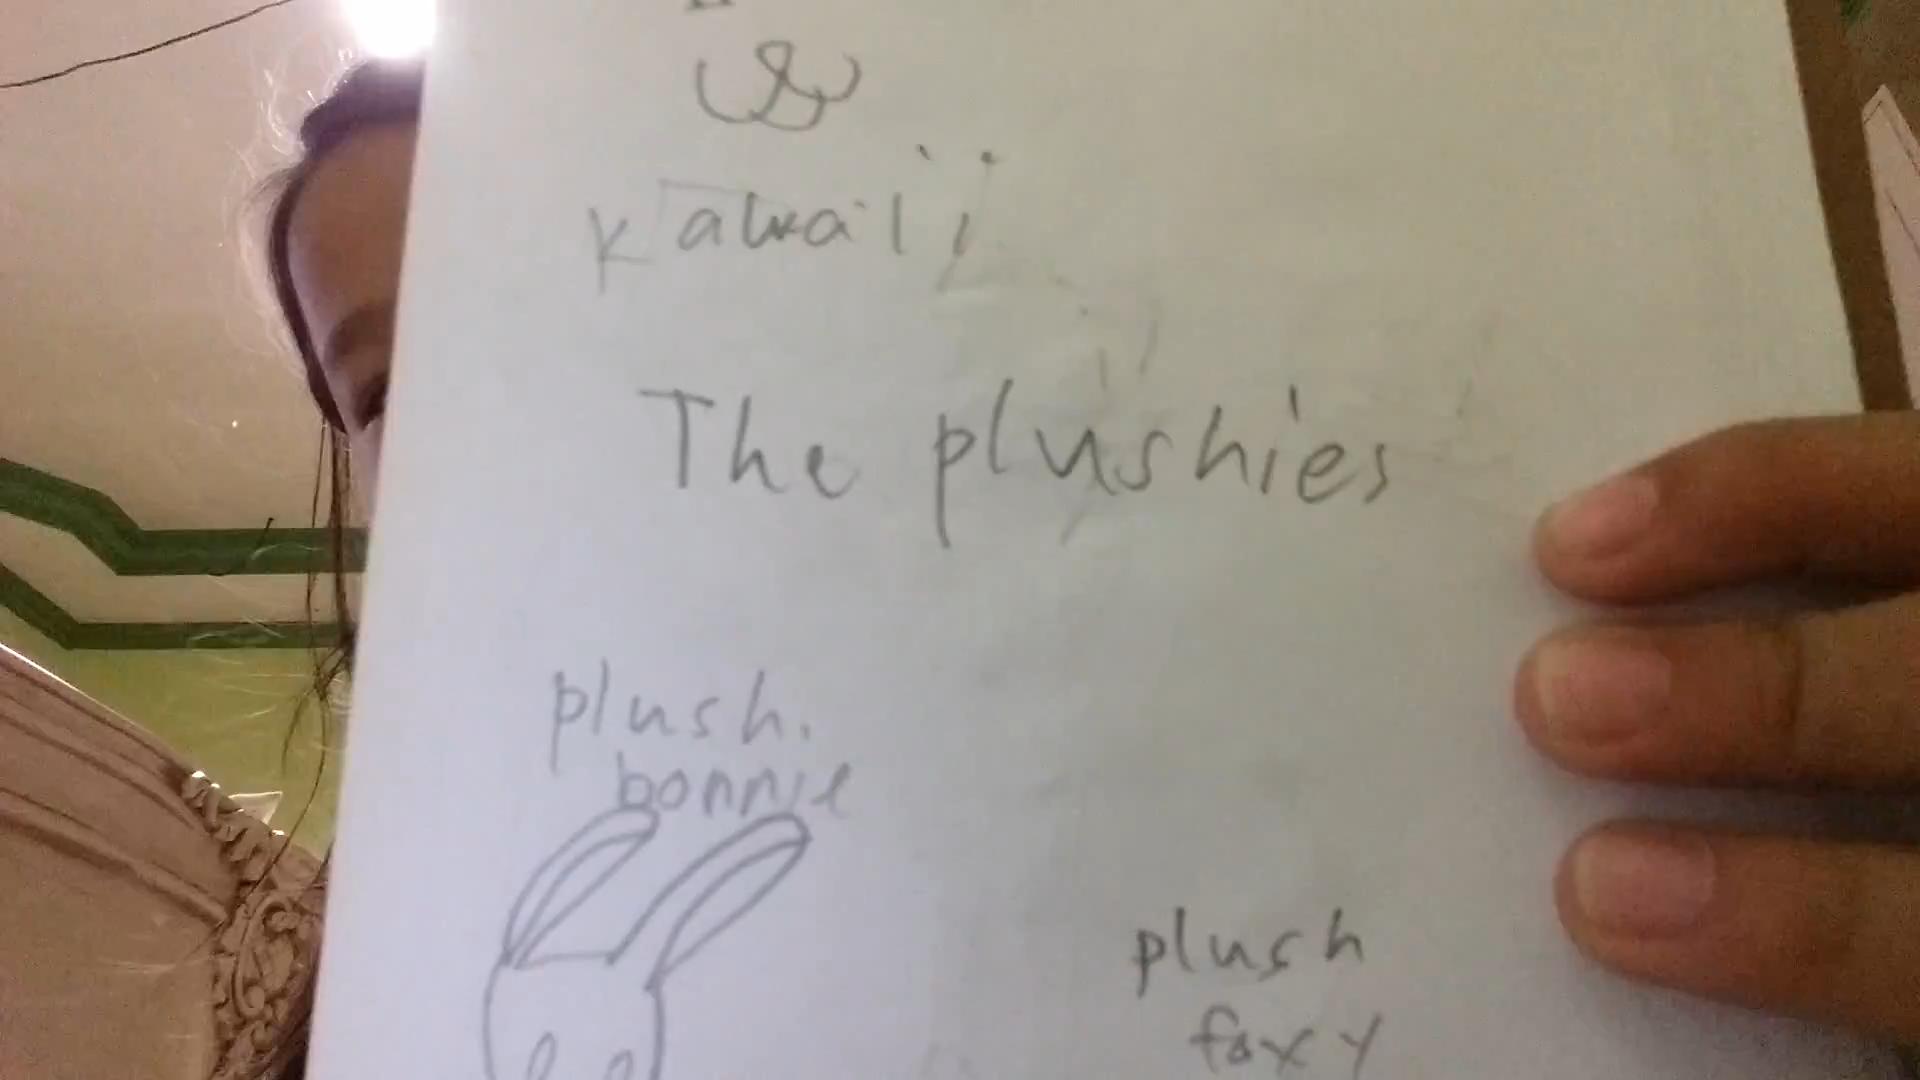 Kawaii
The plushies
plush.
bonnie
plush
foxy